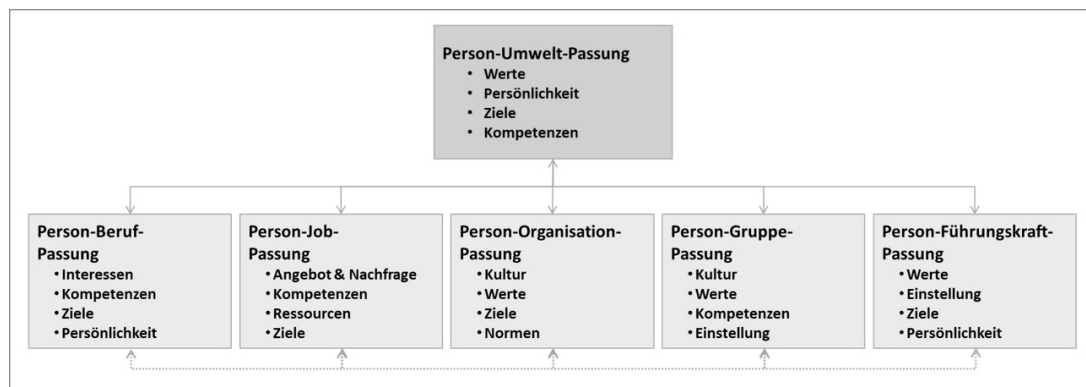 Person-Umwelt-Passung
• Werte
• Persönlichkeit
• Ziele
• Kompetenzen
Person-Beruf-
Passung
• Interessen
• Kompetenzen
• Ziele
• Persönlichkeit
Person-Job-
Passung
• Angebot & Nachfrage
• Kompetenzen
• Ressourcen
• Ziele
Person-Organisation-
Passung
• Kultur
• Werte
• Ziele
• Normen
Person-Gruppe-
Passung
• Kultur
• Werte
• Kompetenzen
• Einstellung
Person-Führungskraft-
Passung
• Werte
• Einstellung
• Ziele
• Persönlichkeit